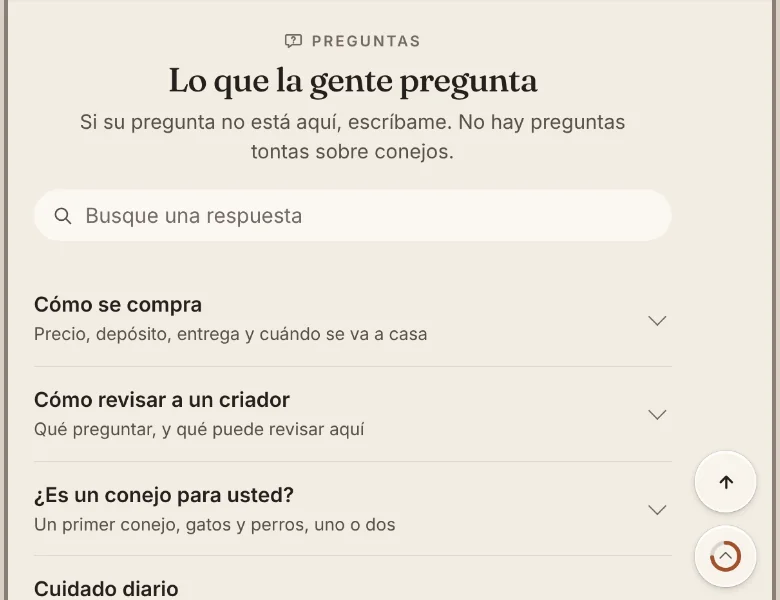 PREGUNTAS
Lo que la gente pregunta
Si su pregunta no está aquí, escríbame. No hay preguntas
tontas sobre conejos.
Busque una respuesta
Cómo se compra
Precio, depósito, entrega y cuándo se va a casa
Cómo revisar a un criador
Qué preguntar, y qué puede revisar aquí
¿Es un conejo para usted?
Un primer conejo, gatos y perros, uno o dos
Cuidado diario